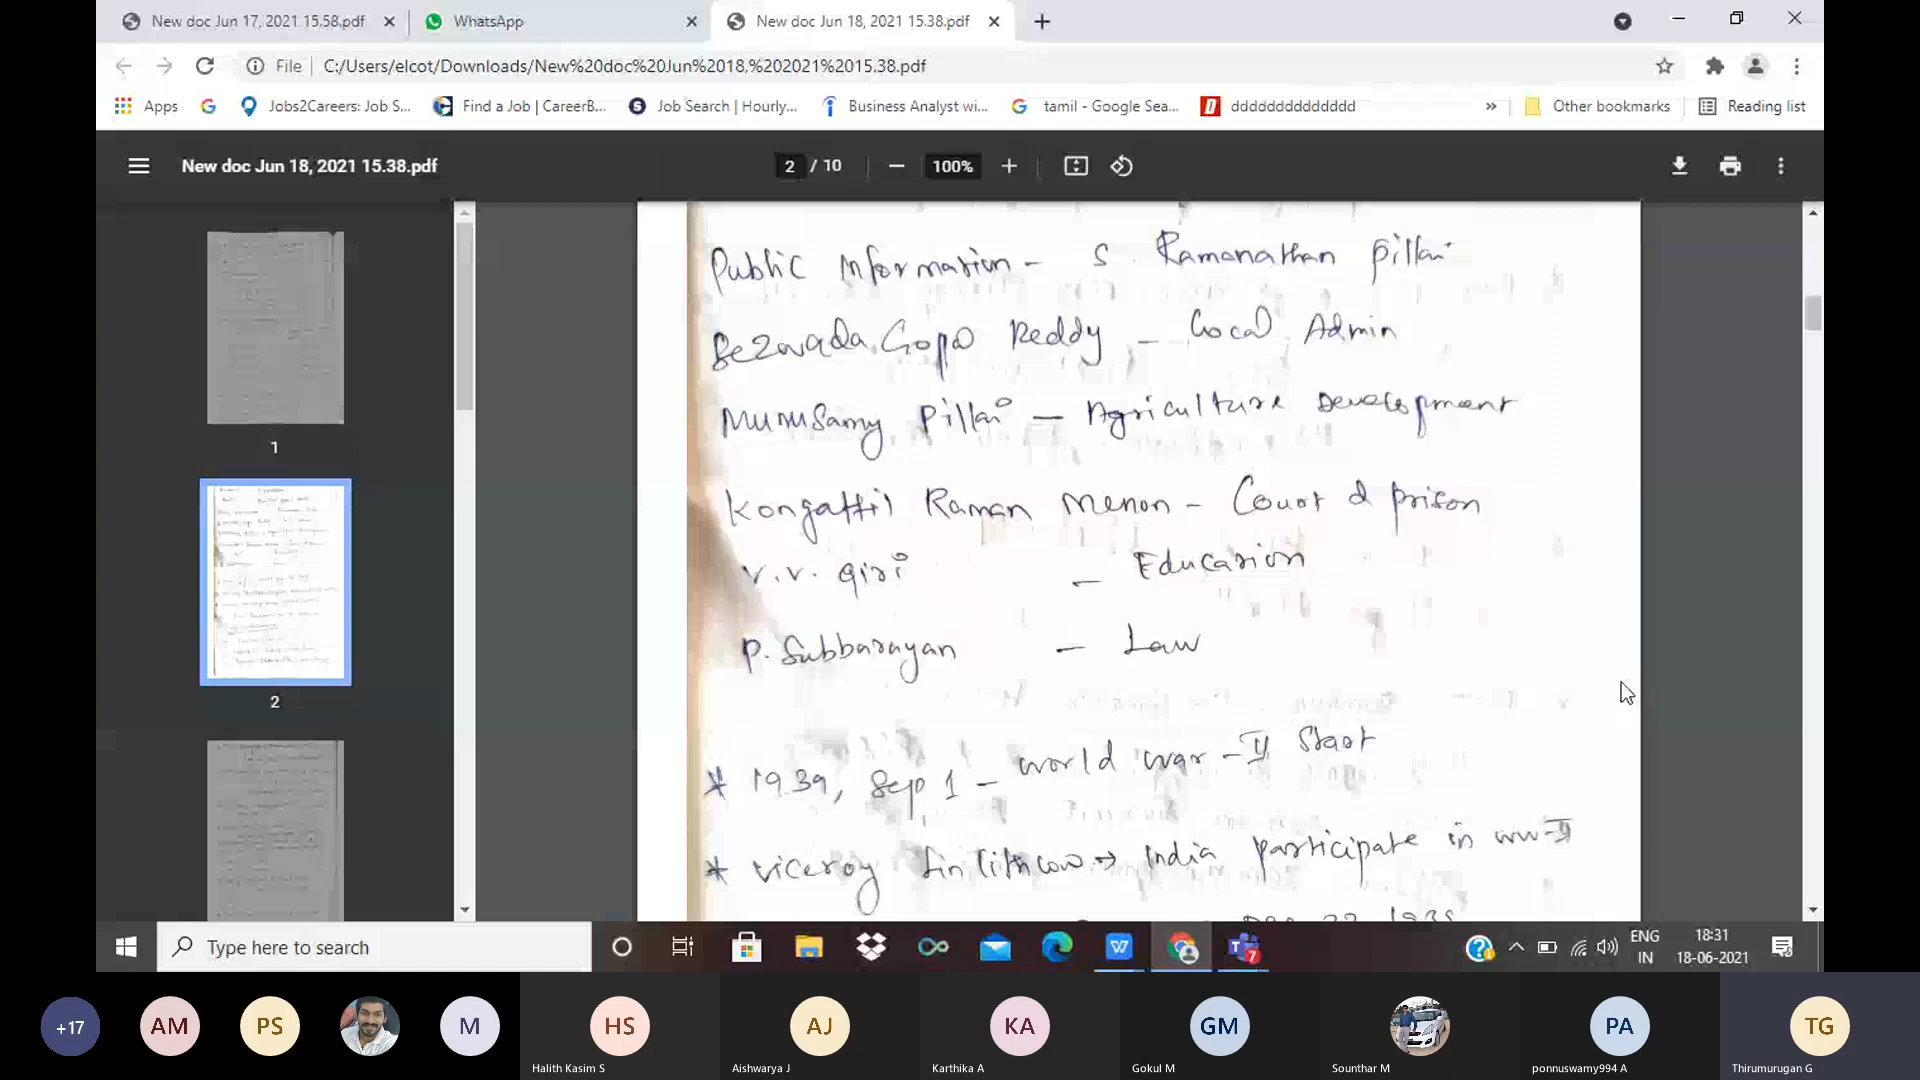 New doc Jun 17, 2021 15.58.pdf
WhatsApp
New doc Jun 18, 2021 15.38.pdf
File | C:/Users/elcot/Downloads/New%20doc%20Jun%2018,%202021%2015.38.pdf
Apps
Jobs2Careers: Job S...
Find a Job | CareerB...
Job Search | Hourly...
Business Analyst wi...
tamil - Google Sea...
dddddddddddddd
»
Other bookmarks
Reading list
New doc Jun 18, 2021 15.38.pdf
2 / 10
100%
1
2
Public Information - S. Ramanathan Pillai
Bezwada Gopal Reddy - Local Admin
Munusamy Pillai - Agriculture Development
Kongattil Raman Menon - Court & prison
V.V. Giri - Education
P. Subbarayan - Law
* 1939, Sep 1 - world war - II Start
* Viceroy Linlithcow → India participate in WW-II
Type here to search
7
ENG
IN
18:31
18-06-2021
+17
AM
PS
M
HS
AJ
KA
GM
PA
TG
Halith Kasim S
Aishwarya J
Karthika A
Gokul M
Sounthar M
ponnuswamy994 A
Thirumurugan G